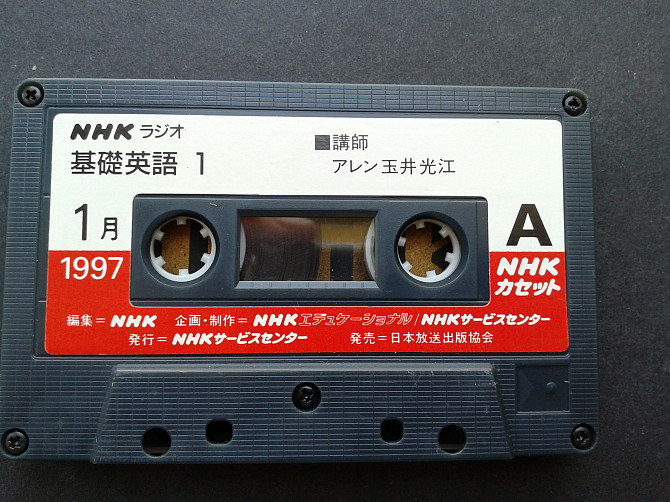 NHK ラジオ
基礎英語 1
■講師
アレン玉井光江
1月
1997
A
NHK
カセット
編集=NHK 企画・制作=NHKエデュケーショナル/NHKサービスセンター
発行=NHKサービスセンター 発売=日本放送出版協会